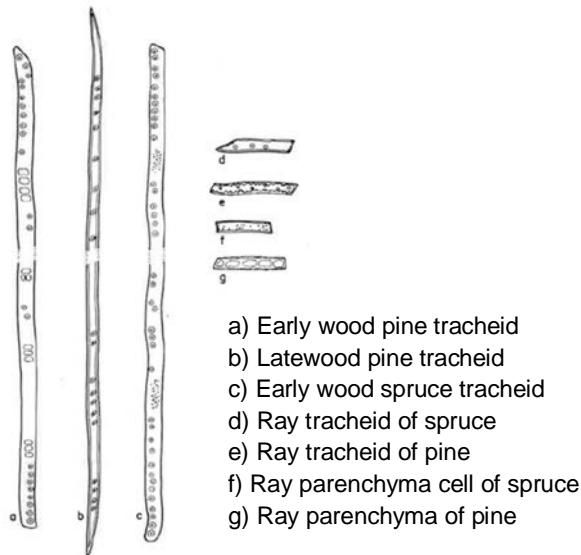 d
e
f
g
a) Early wood pine tracheid
b) Latewood pine tracheid
c) Early wood spruce tracheid
d) Ray tracheid of spruce
e) Ray tracheid of pine
f) Ray parenchyma cell of spruce
g) Ray parenchyma of pine
a b c